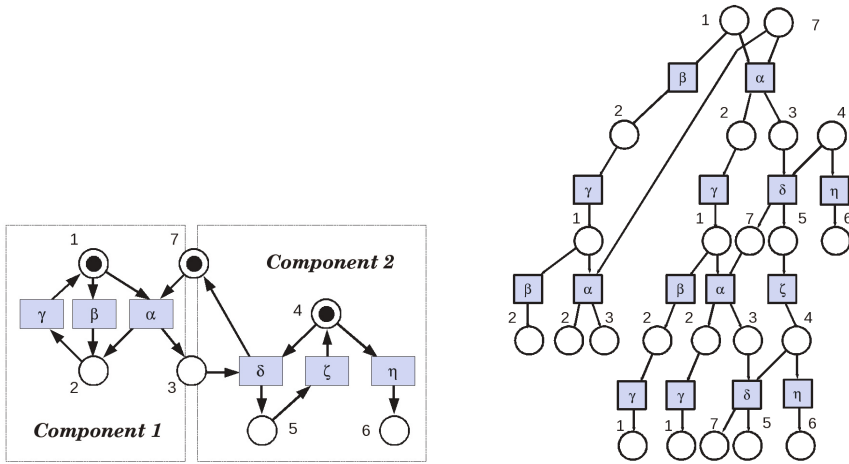 1 7
β α
2 2 3 4
γ γ δ η
1 1 7 5 6
β α β α ζ
2 2 3 2 2 3 4
γ γ δ η
1 1 7 5 6
1 7
Component 2
γ β α
4
δ ζ η
2 3
Component 1
5 6